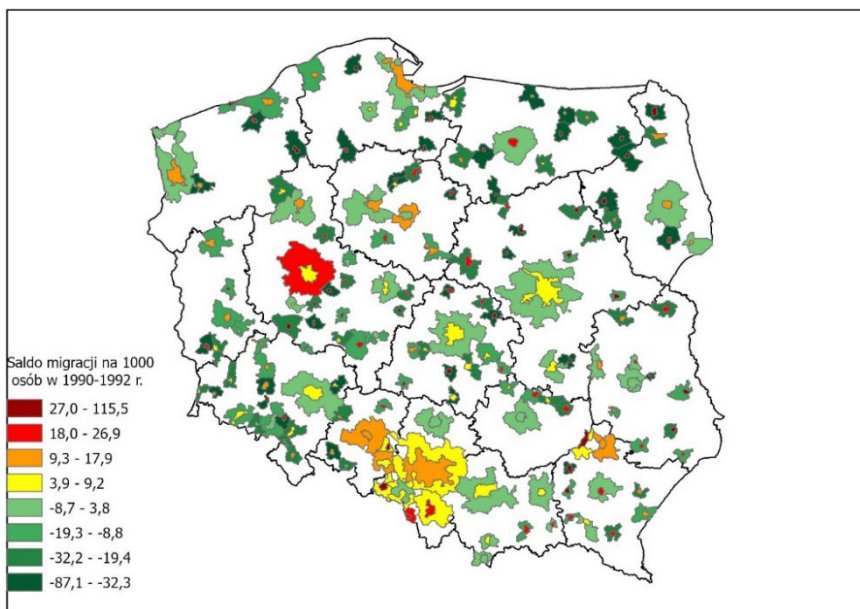 Saldo migracji na 1000
osób w 1990-1992 r.
27,0 - 115,5
18,0 - 26,9
9,3 - 17,9
3,9 - 9,2
-8,7 - 3,8
-19,3 - -8,8
-32,2 - -19,4
-87,1 - -32,3